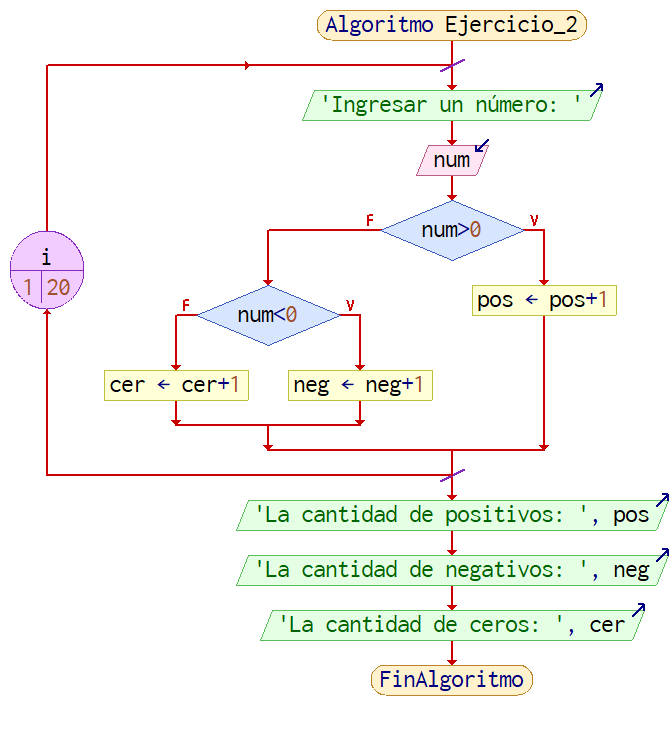 Algoritmo Ejercicio_2
'Ingresar un número: '
num
num>0
F
V
i
1 20
pos ← pos+1
num<0
F
V
cer ← cer+1
neg ← neg+1
'La cantidad de positivos: ', pos
'La cantidad de negativos: ', neg
'La cantidad de ceros: ', cer
FinAlgoritmo